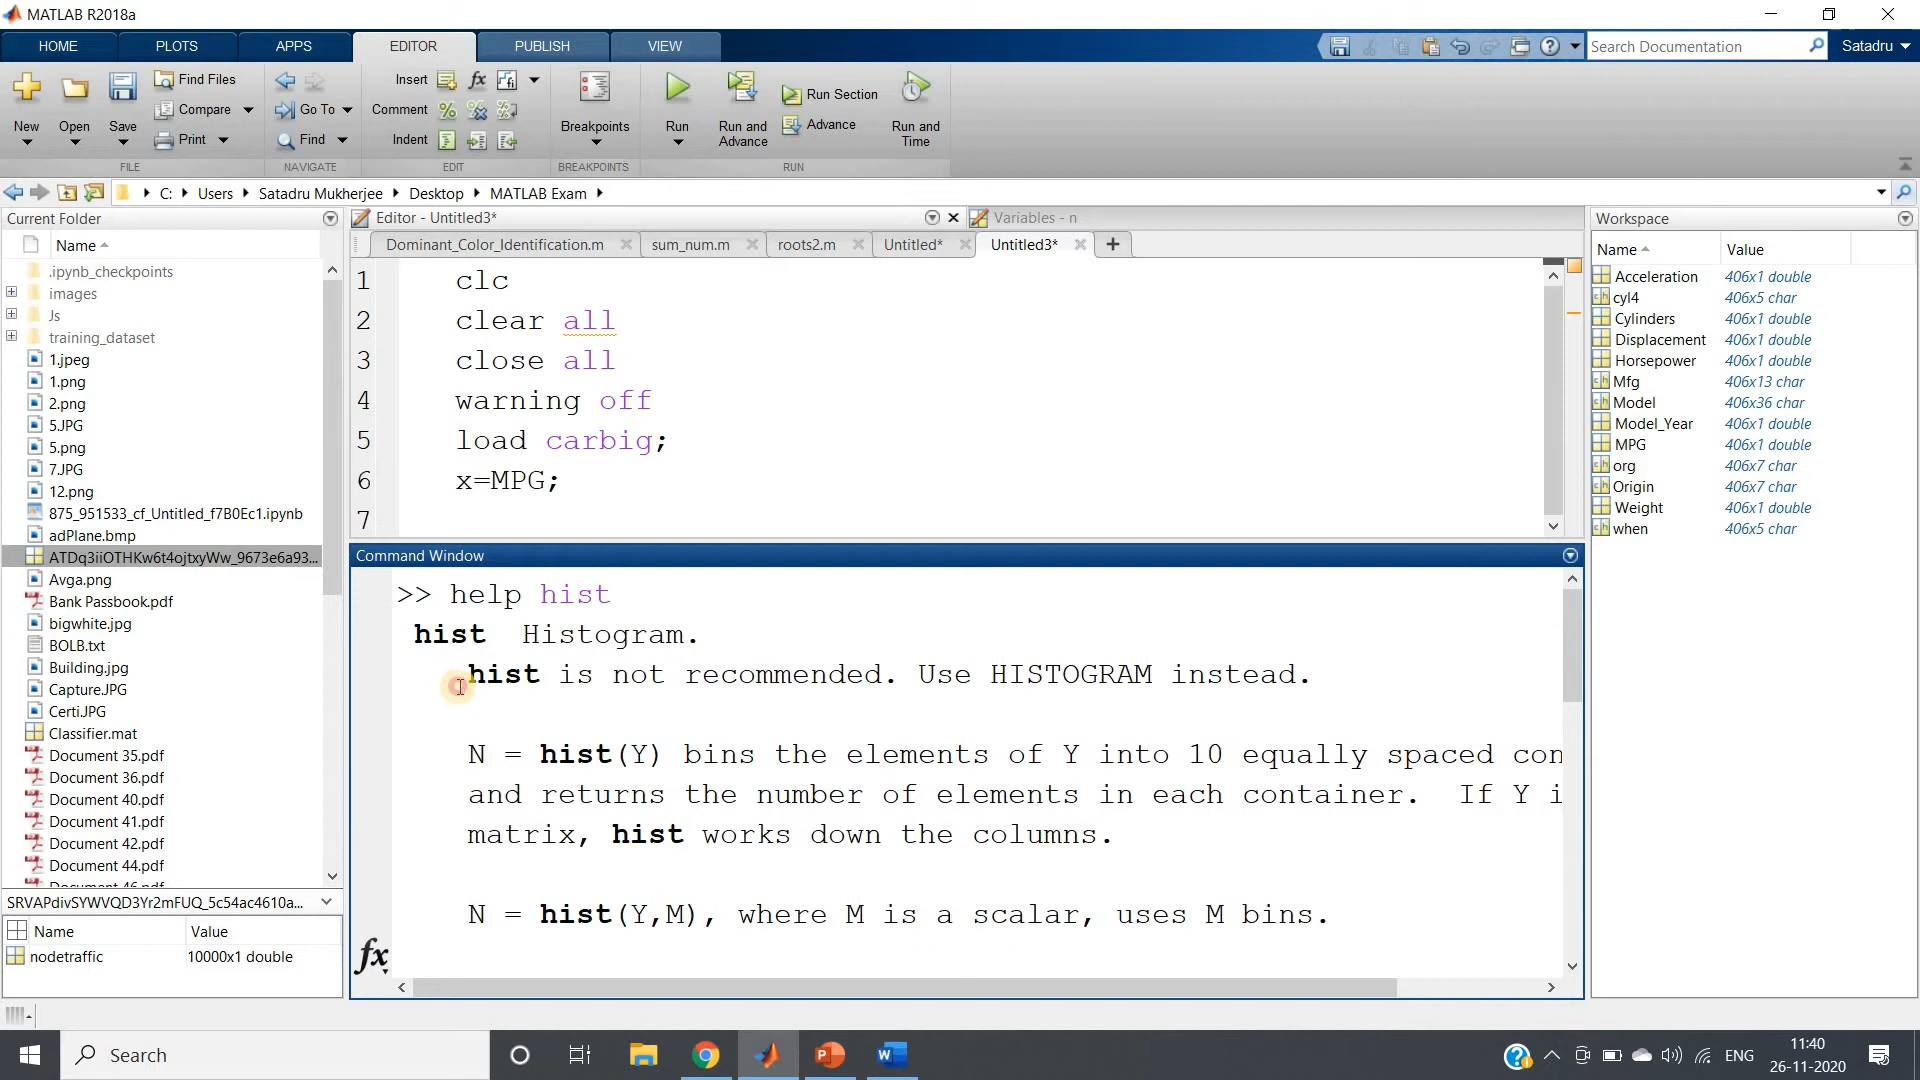 MATLAB R2018a
HOME PLOTS APPS EDITOR PUBLISH VIEW
Search Documentation
Satadru
New
Open
Save
Find Files
Compare
Print
FILE
Go To
Find
NAVIGATE
Insert
Comment
Indent
EDIT
Breakpoints
BREAKPOINTS
Run
Run and
Advance
Run Section
Advance
Run and
Time
RUN
C: Users Satadru Mukherjee Desktop MATLAB Exam
Current Folder
Name
.ipynb_checkpoints
images
Js
training_dataset
1.jpeg
1.png
2.png
5.JPG
5.png
7.JPG
12.png
875_951533_cf_Untitled_f7B0Ec1.ipynb
adPlane.bmp
ATDq3iiOTHKw6t4ojtxyWw_9673e6a93...
Avga.png
Bank Passbook.pdf
bigwhite.jpg
BOLB.txt
Building.jpg
Capture.JPG
Certi.JPG
Classifier.mat
Document 35.pdf
Document 36.pdf
Document 40.pdf
Document 41.pdf
Document 42.pdf
Document 44.pdf
Document 46.pdf
SRVAPdivSYWVQD3Yr2mFUQ_5c54ac4610a...
Name Value
nodetraffic 10000x1 double
Editor - Untitled3*
Variables - n
Dominant_Color_Identification.m sum_num.m roots2.m Untitled* Untitled3*
1 clc
2 clear all
3 close all
4 warning off
5 load carbig;
6 x=MPG;
7
Command Window
>> help hist
hist Histogram.
hist is not recommended. Use HISTOGRAM instead.
N = hist(Y) bins the elements of Y into 10 equally spaced con
and returns the number of elements in each container. If Y i
matrix, hist works down the columns.
N = hist(Y,M), where M is a scalar, uses M bins.
fx
Workspace
Name Value
Acceleration 406x1 double
cyl4 406x5 char
Cylinders 406x1 double
Displacement 406x1 double
Horsepower 406x1 double
Mfg 406x13 char
Model 406x36 char
Model_Year 406x1 double
MPG 406x1 double
org 406x7 char
Origin 406x7 char
Weight 406x1 double
when 406x5 char
Search
ENG
11:40
26-11-2020